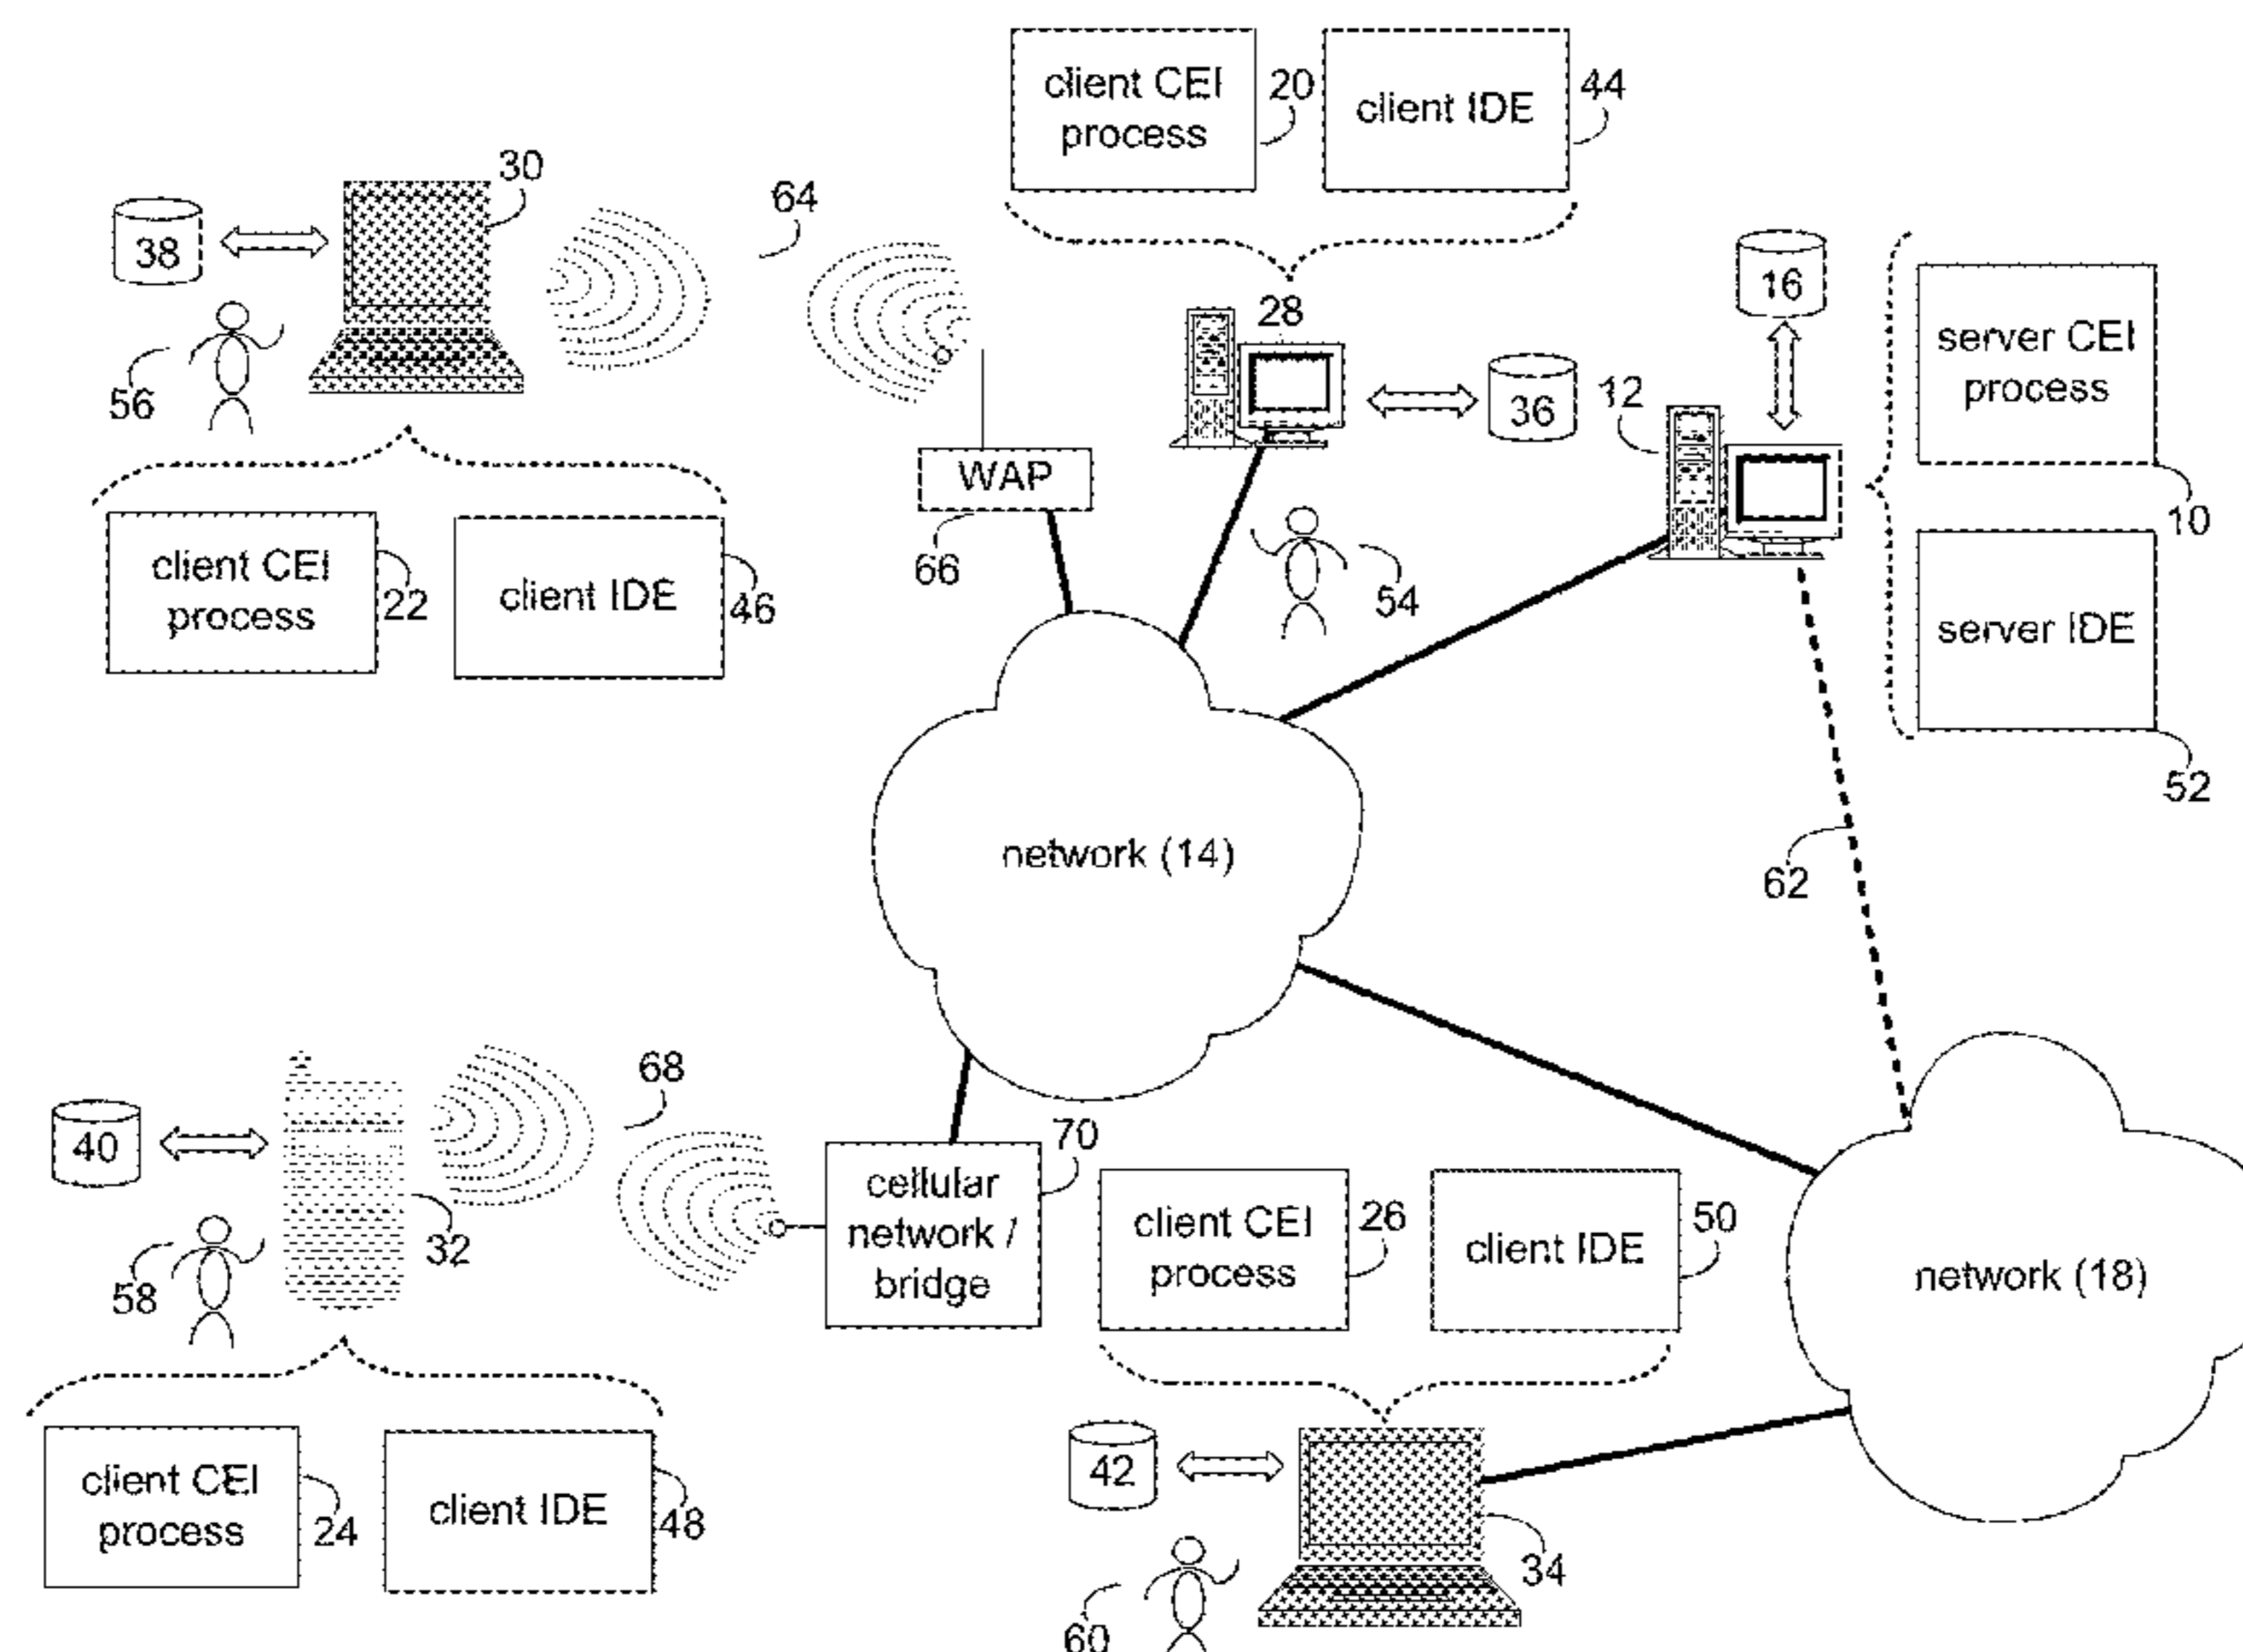 client CEI
process
20
client IDE
44
30
64
38
28
16
server CEI
process
56
36
12
WAP
10
client CEI
process
22
client IDE
46
66
54
server IDE
52
network (14)
62
68
40
70
cellular
network /
bridge
32
client CEI
process
26
client IDE
50
network (18)
58
client CEI
process
24
client IDE
48
42
34
60